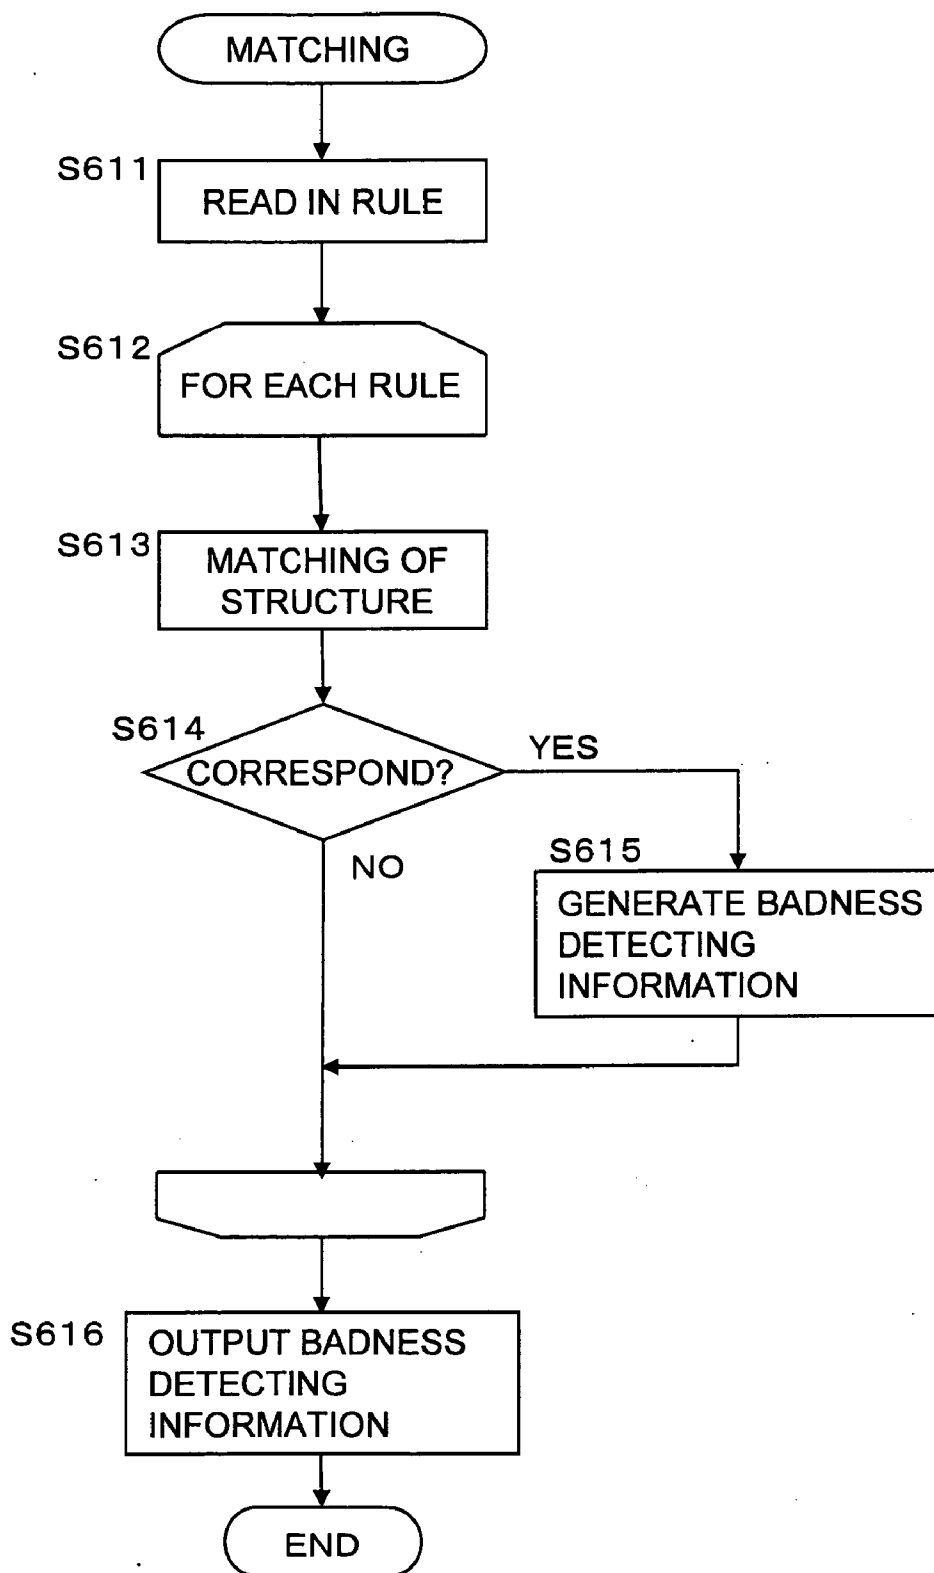 MATCHING
S611
READ IN RULE
S612
FOR EACH RULE
S613
MATCHING OF
STRUCTURE
S614
CORRESPOND?
YES
NO
S615
GENERATE BADNESS
DETECTING
INFORMATION
S616
OUTPUT BADNESS
DETECTING
INFORMATION
END